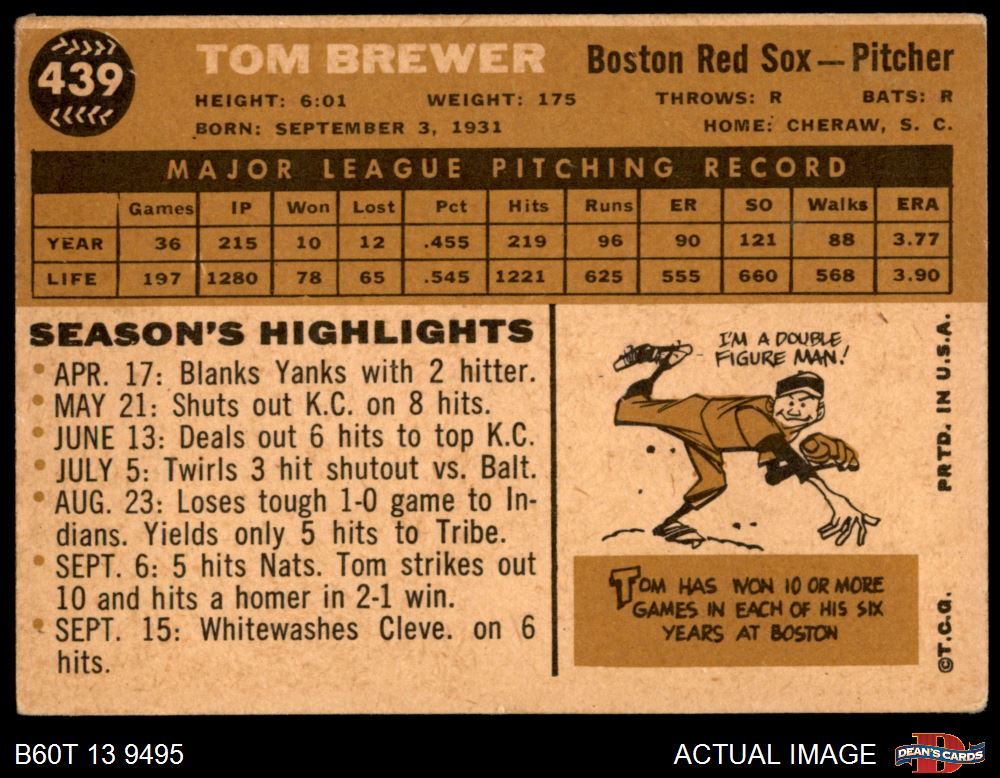 439
TOM BREWER
Boston Red Sox — Pitcher
HEIGHT: 6:01 WEIGHT: 175 THROWS: R BATS: R
BORN: SEPTEMBER 3, 1931 HOME: CHERAW, S. C.
MAJOR LEAGUE PITCHING RECORD
Games IP Won Lost Pct Hits Runs ER SO Walks ERA
YEAR 36 215 10 12 .455 219 96 90 121 88 3.77
LIFE 197 1280 78 65 .545 1221 625 555 660 568 3.90
SEASON'S HIGHLIGHTS
• APR. 17: Blanks Yanks with 2 hitter.
• MAY 21: Shuts out K.C. on 8 hits.
• JUNE 13: Deals out 6 hits to top K.C.
• JULY 5: Twirls 3 hit shutout vs. Balt.
• AUG. 23: Loses tough 1-0 game to In-
dians. Yields only 5 hits to Tribe.
• SEPT. 6: 5 hits Nats. Tom strikes out
10 and hits a homer in 2-1 win.
• SEPT. 15: Whitewashes Cleve. on 6
hits.
I'M A DOUBLE
FIGURE MAN!
TOM HAS WON 10 OR MORE
GAMES IN EACH OF HIS SIX
YEARS AT BOSTON
©T.C.G. PRTD. IN U.S.A.
B60T 13 9495
ACTUAL IMAGE
D
DEAN'S CARDS